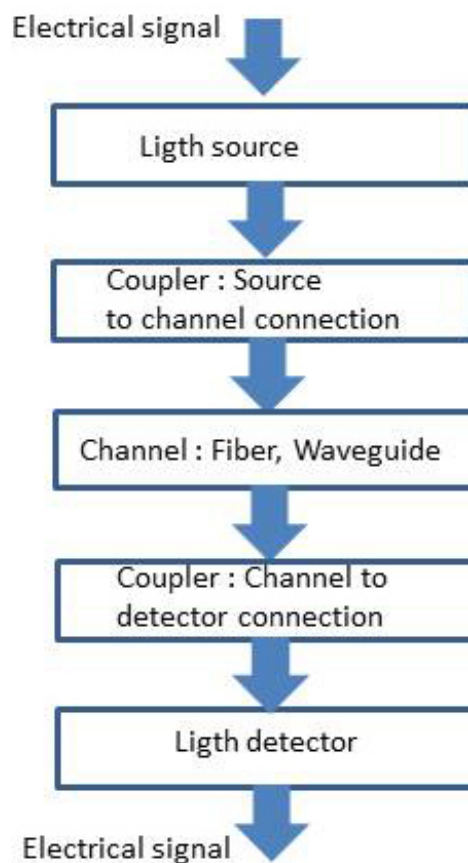 Electrical signal
Ligth source
Coupler : Source
to channel connection
Channel : Fiber, Waveguide
Coupler : Channel to
detector connection
Ligth detector
Electrical signal